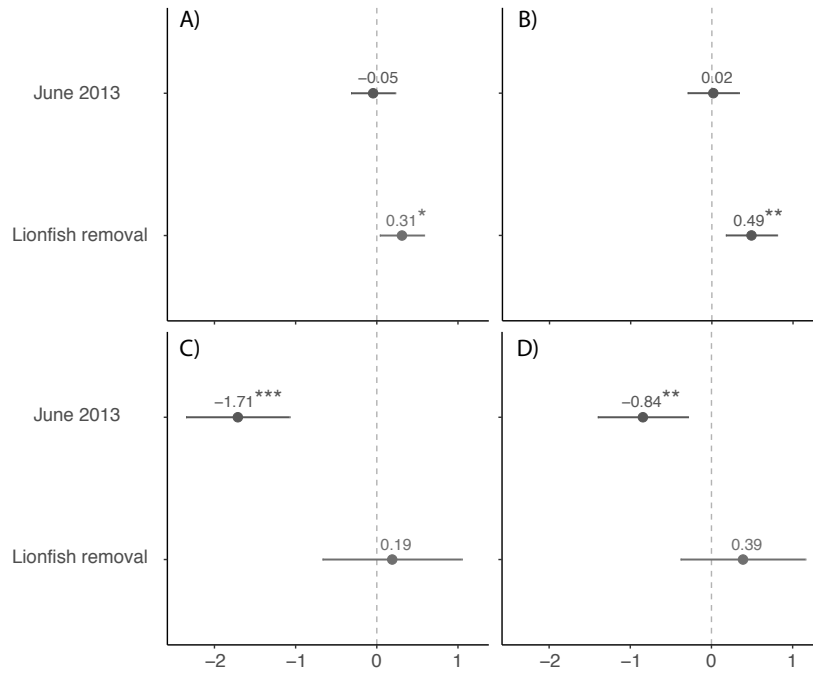 A) B)
June 2013 −0.05 0.02
Lionfish removal 0.31* 0.49**
C) D)
June 2013 −1.71*** −0.84**
Lionfish removal 0.19 0.39
−2 −1 0 1 −2 −1 0 1